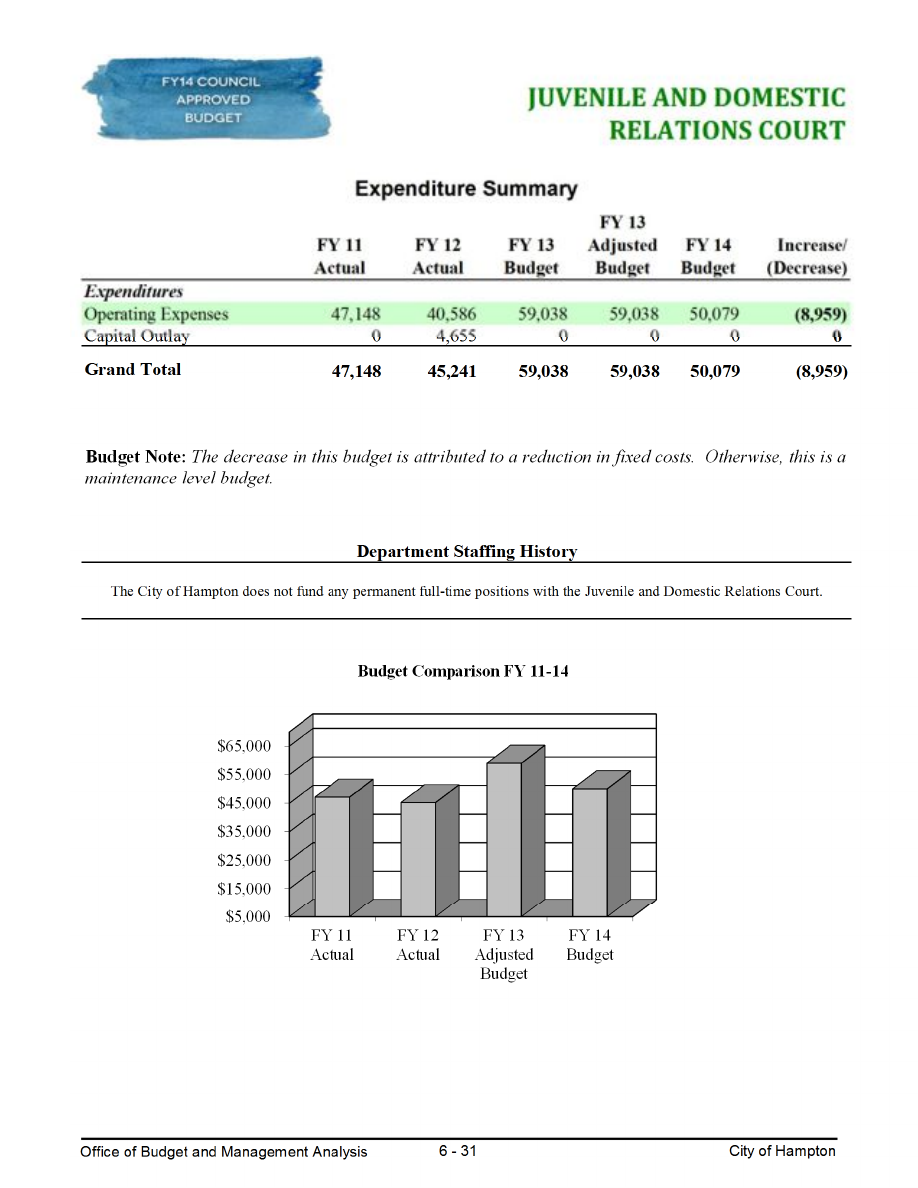 FY14 COUNCIL
APPROVED
BUDGET
JUVENILE AND DOMESTIC
RELATIONS COURT
Expenditure Summary
FY 13
FY 11 FY 12 FY 13 Adjusted FY 14 Increase/
Actual Actual Budget Budget Budget (Decrease)
Expenditures
Operating Expenses 47,148 40,586 59,038 59,038 50,079 (8,959)
Capital Outlay 0 4,655 0 0 0 0
Grand Total 47,148 45,241 59,038 59,038 50,079 (8,959)
Budget Note: The decrease in this budget is attributed to a reduction in fixed costs. Otherwise, this is a
maintenance level budget.
Department Staffing History
The City of Hampton does not fund any permanent full-time positions with the Juvenile and Domestic Relations Court.
Budget Comparison FY 11-14
$65,000
$55,000
$45,000
$35,000
$25,000
$15,000
$5,000
FY 11 FY 12 FY 13 FY 14
Actual Actual Adjusted Budget
Budget
Office of Budget and Management Analysis 6 - 31 City of Hampton